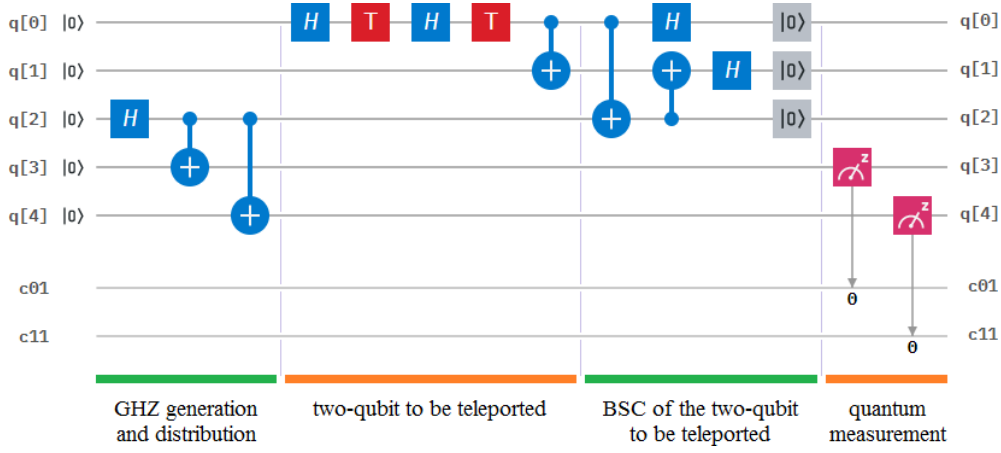 q[0] |0⟩ H T H T H |0⟩ q[0]
q[1] |0⟩ H |0⟩ q[1]
q[2] |0⟩ H |0⟩ q[2]
q[3] |0⟩ z q[3]
q[4] |0⟩ z q[4]
c01 0 c01
c11 0 c11
GHZ generation two-qubit to be teleported BSC of the two-qubit quantum
and distribution to be teleported measurement